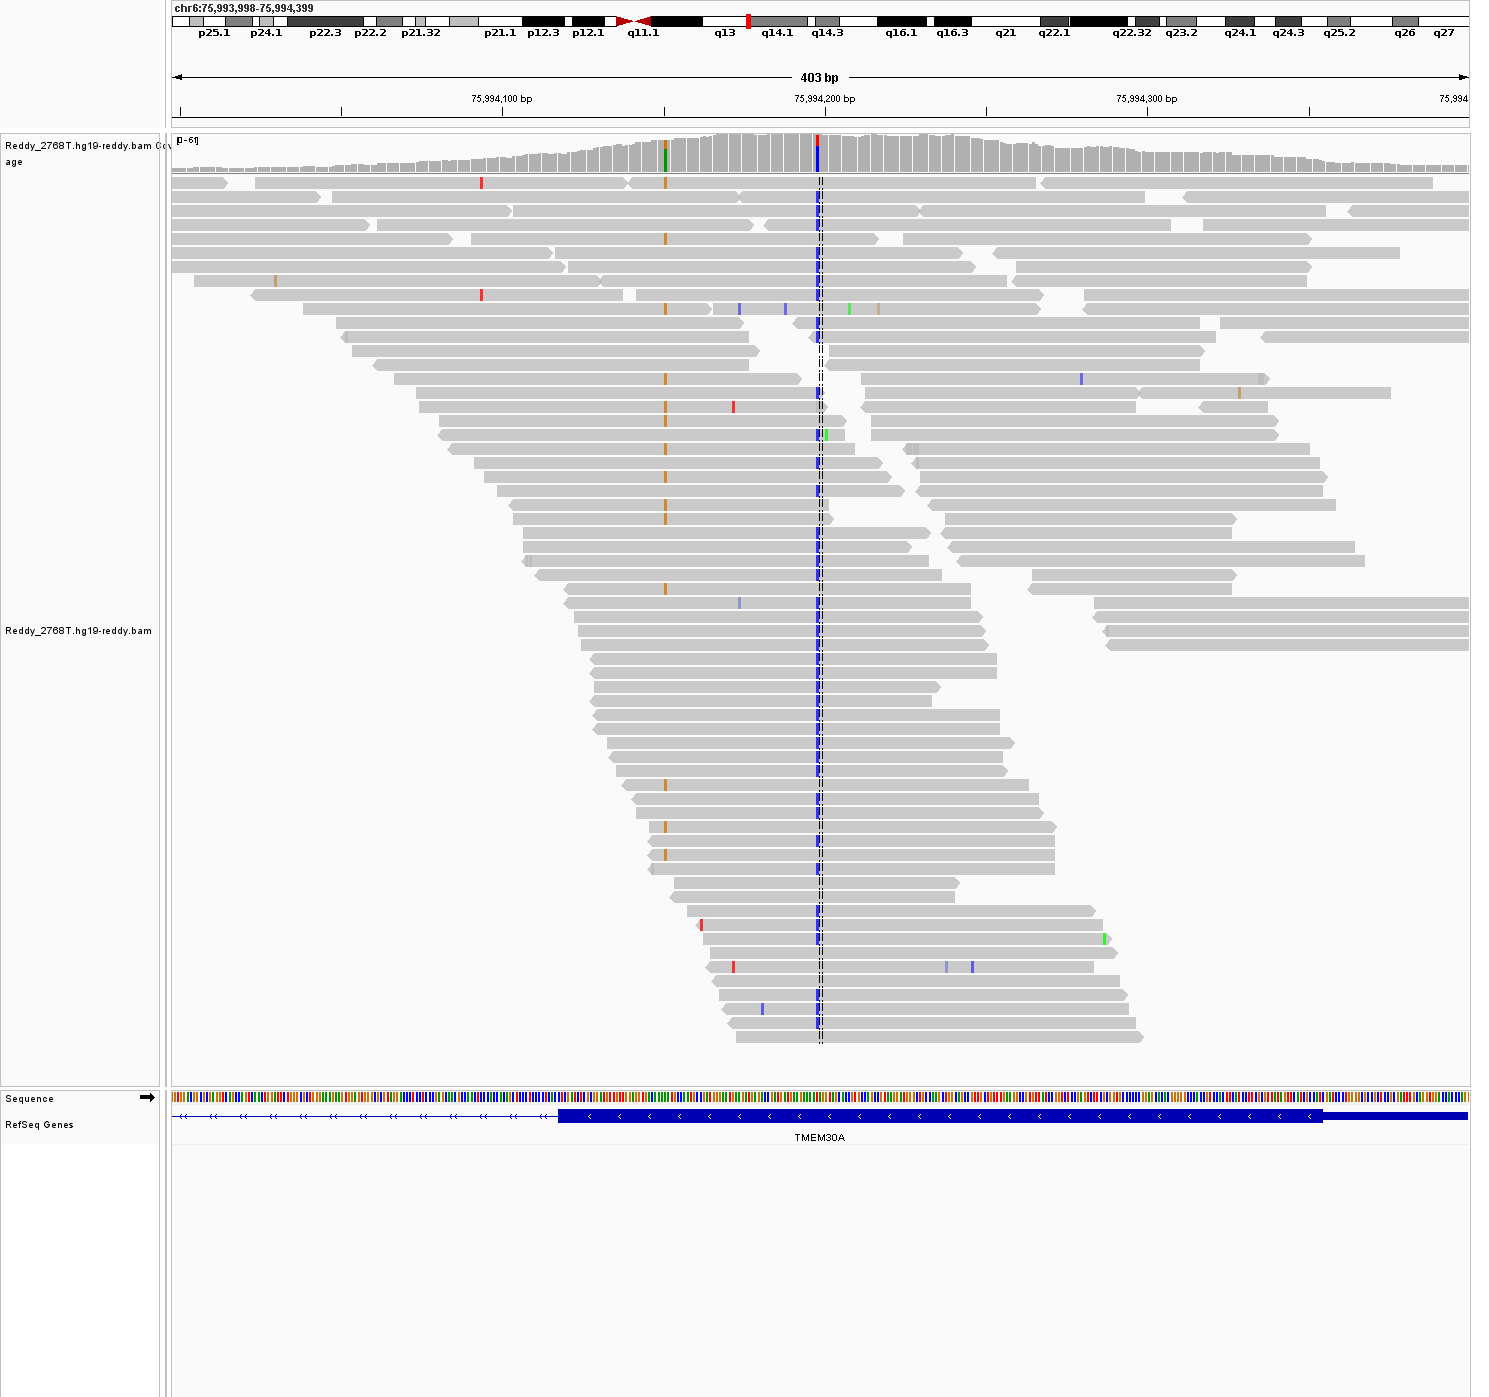 chr6:75,993,998-75,994,399
p25.1 p24.1 p22.3 p22.2 p21.32 p21.1 p12.3 p12.1 q11.1 q13 q14.1 q14.3 q16.1 q16.3 q21 q22.1 q22.32 q23.2 q24.1 q24.3 q25.2 q26 q27
403 bp
75,994,100 bp 75,994,200 bp 75,994,300 bp 75,994
Reddy_2768T.hg19-reddy.bam Cov
age
[0-61]
Reddy_2768T.hg19-reddy.bam
Sequence
RefSeq Genes
TMEM30A